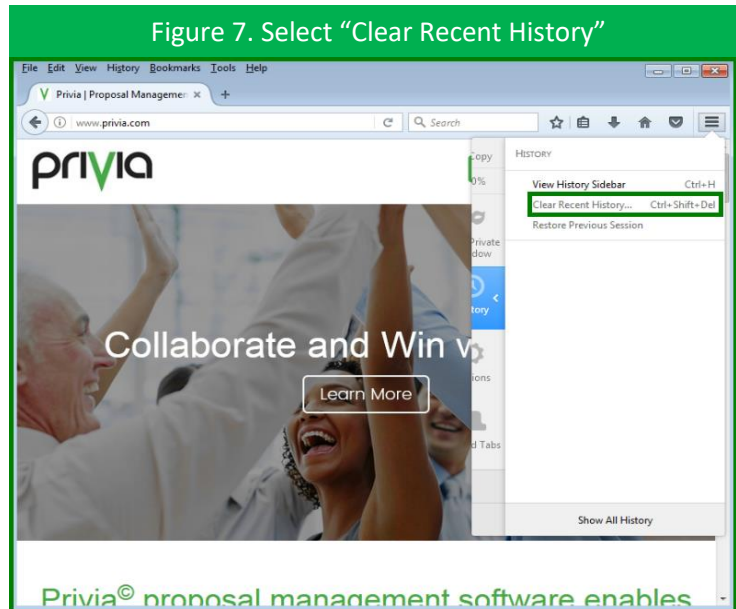 Figure 7. Select “Clear Recent History”
File Edit View History Bookmarks Tools Help
Privia | Proposal Managemen
www.privia.com
Search
privia
Copy
0%
Private
dow
tory
ions
d Tabs
HISTORY
View History Sidebar Ctrl+H
Clear Recent History... Ctrl+Shift+Del
Restore Previous Session
Show All History
Collaborate and Win w
Learn More
Privia© proposal management software enables